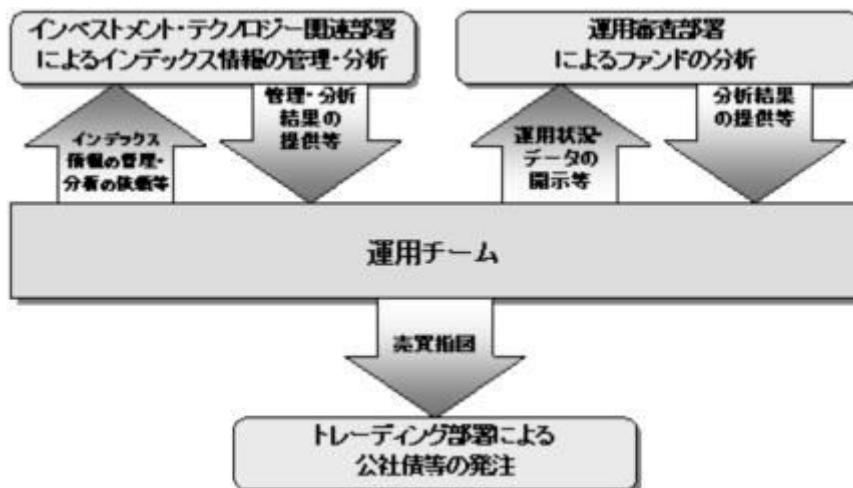 インベストメント・テクノロジー関連部署
によるインデックス情報の管理・分析
運用審査部署
によるファンドの分析
インデックス
情報の管理・
分析の依頼等
管理・分析
結果の
提供等
運用状況・
データの
開示等
分析結果
の提供等
運用チーム
売買指図
トレーディング部署による
公社債等の発注